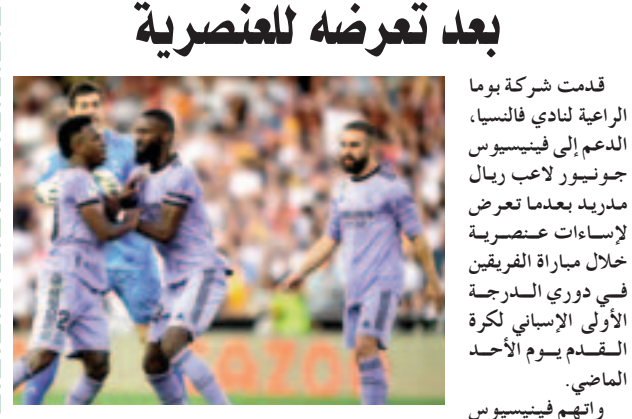 بعد تعرضه للعنصرية
قدمت شركة بوما
الراعية لنادي فالنسيا،
الدعم إلى فينيسيوس
جونيور لاعب ريال
مدريد بعدما تعرض
لإساءات عنصرية
خلال مباراة الفريقين
في دوري الدرجة
الأولى الإسباني لكرة
القدم يوم الأحد
الماضي.
واتهم فينيسيوس